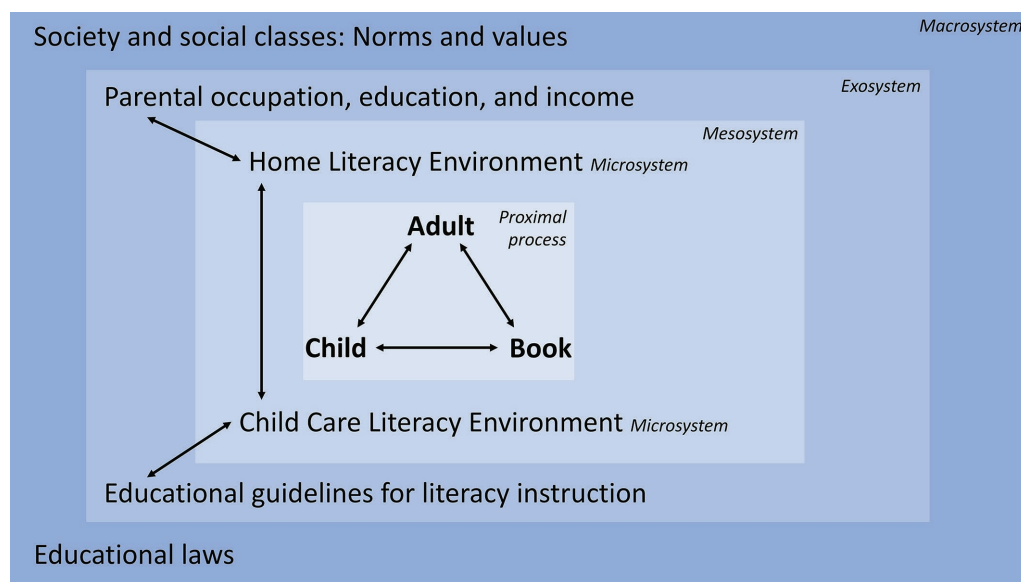 Society and social classes: Norms and values
Macrosystem
Parental occupation, education, and income
Exosystem
Mesosystem
Home Literacy Environment Microsystem
Adult
Proximal
process
Child
Book
Child Care Literacy Environment Microsystem
Educational guidelines for literacy instruction
Educational laws